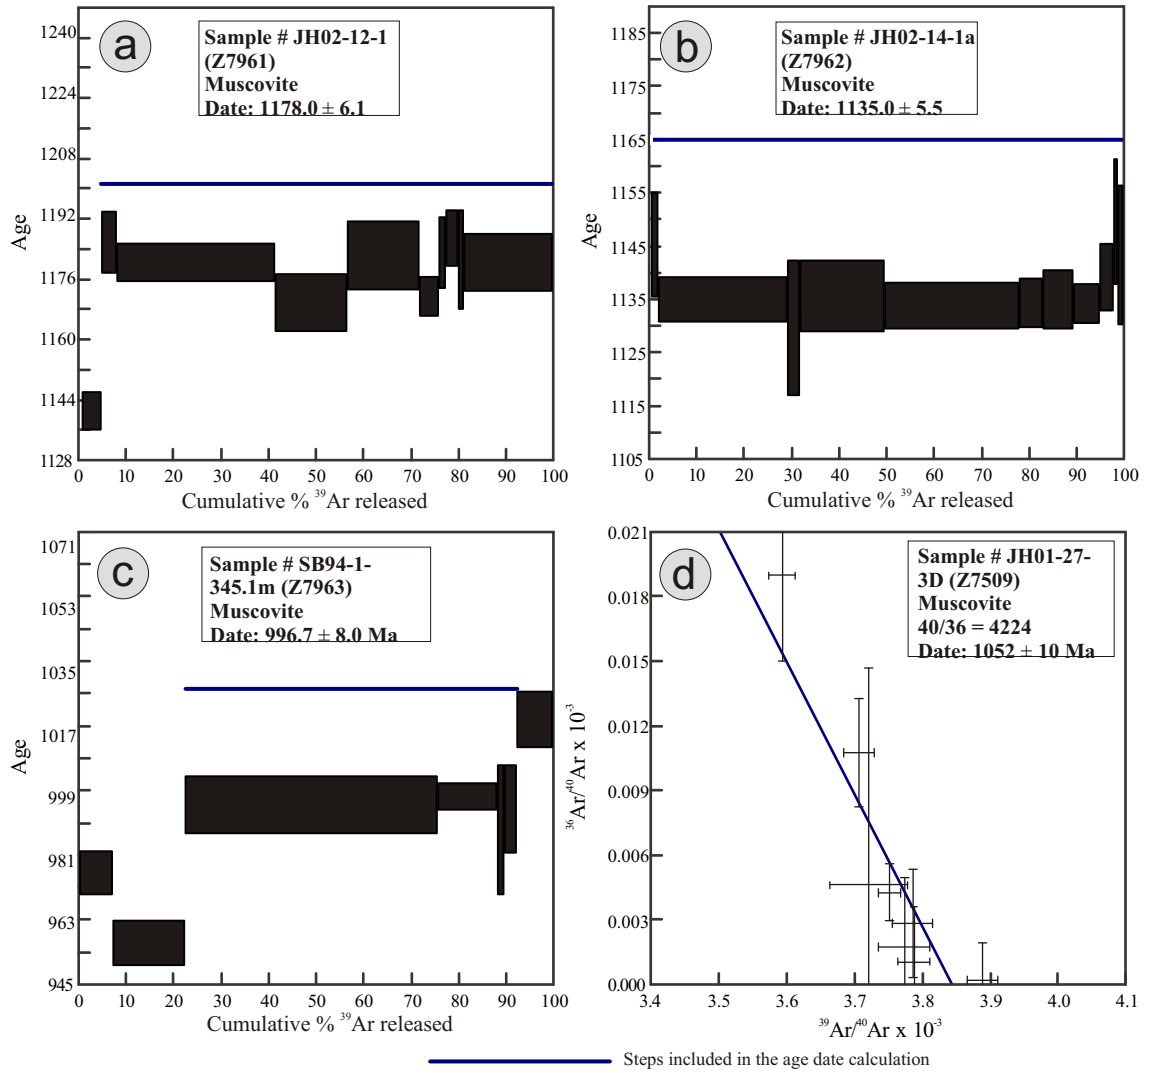 a
Sample # JH02-12-1
(Z7961)
Muscovite
Date: 1178.0 ± 6.1
1240
1224
1208
1192
1176
1160
1144
1128
Age
0 10 20 30 40 50 60 70 80 90 100
Cumulative % ³⁹Ar released
b
Sample # JH02-14-1a
(Z7962)
Muscovite
Date: 1135.0 ± 5.5
1185
1175
1165
1155
1145
1135
1125
1115
1105
Age
0 10 20 30 40 50 60 70 80 90 100
Cumulative % ³⁹Ar released
c
Sample # SB94-1-
345.1m (Z7963)
Muscovite
Date: 996.7 ± 8.0 Ma
1071
1053
1035
1017
999
981
963
945
Age
0 10 20 30 40 50 60 70 80 90 100
Cumulative % ³⁹Ar released
d
Sample # JH01-27-
3D (Z7509)
Muscovite
40/36 = 4224
Date: 1052 ± 10 Ma
0.021
0.018
0.015
0.012
0.009
0.006
0.003
0.000
³⁶Ar/⁴⁰Ar x 10⁻³
3.4 3.5 3.6 3.7 3.8 3.9 4.0 4.1
³⁹Ar/⁴⁰Ar x 10⁻³
Steps included in the age date calculation